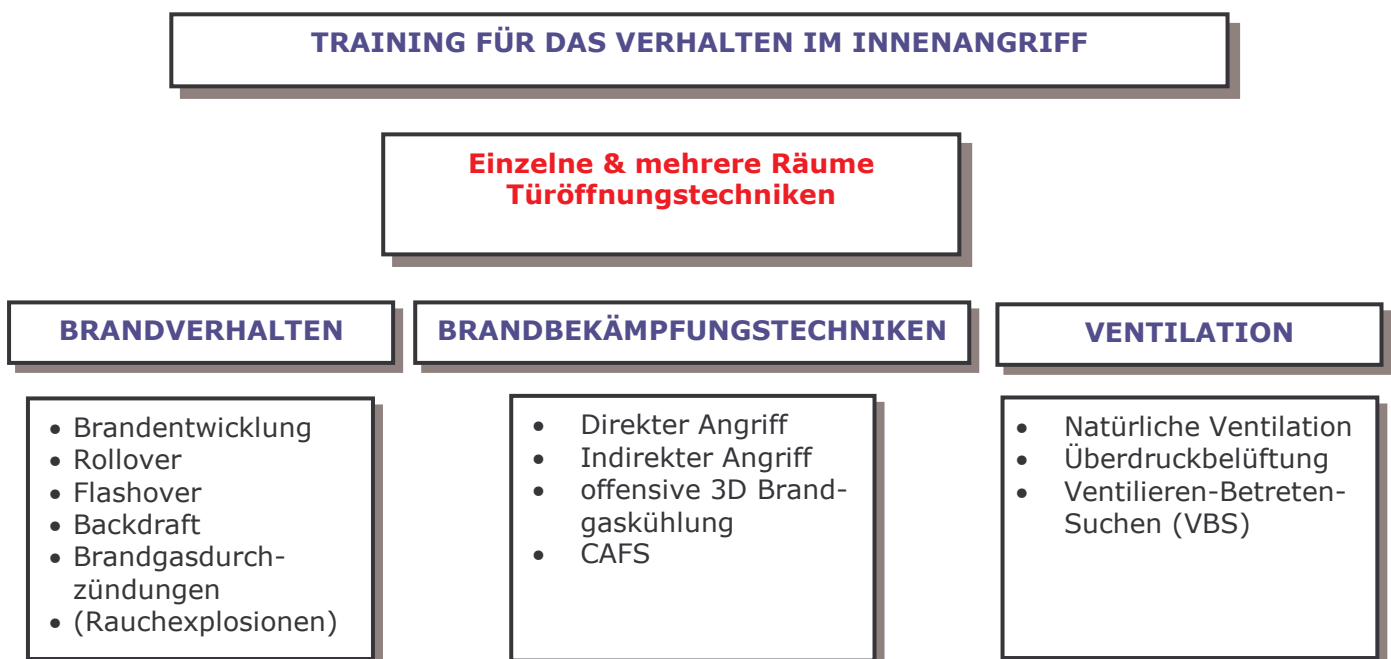 TRAINING FÜR DAS VERHALTEN IM INNENANGRIFF
Einzelne & mehrere Räume
Türöffnungstechniken
BRANDVERHALTEN
• Brandentwicklung
• Rollover
• Flashover
• Backdraft
• Brandgasdurch-
zündungen
• (Rauchexplosionen)
BRANDBEKÄMPFUNGSTECHNIKEN
• Direkter Angriff
• Indirekter Angriff
• offensive 3D Brand-
gaskühlung
• CAFS
VENTILATION
• Natürliche Ventilation
• Überdruckbelüftung
• Ventilieren-Betreten-
Suchen (VBS)